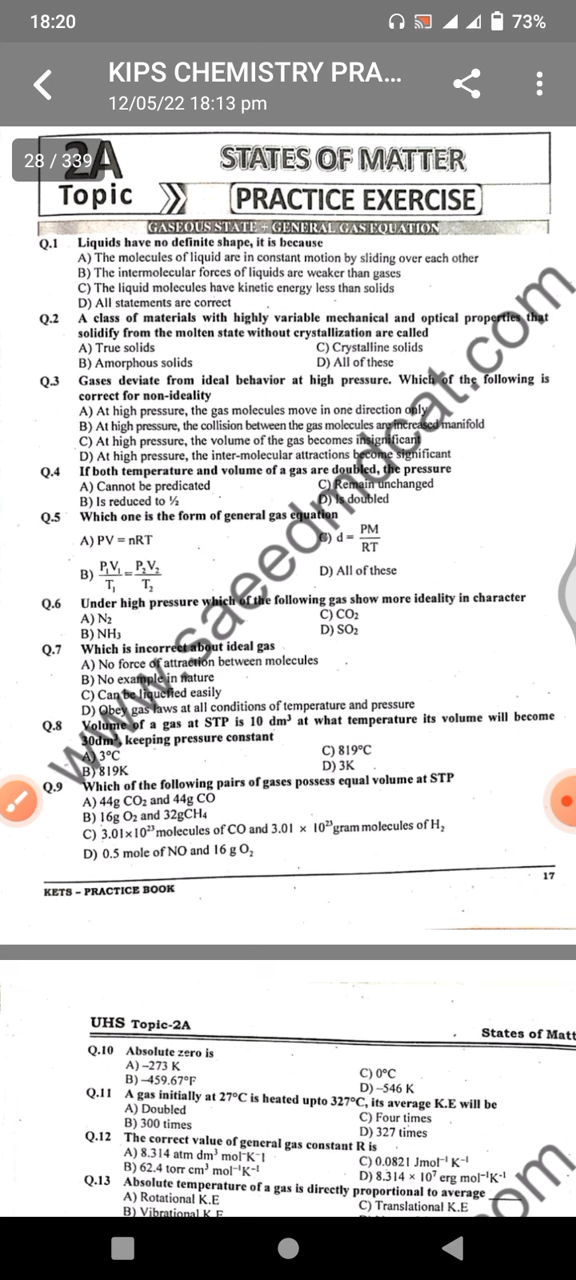 18:20
73%
KIPS CHEMISTRY PRA...
12/05/22 18:13 pm
28 / 339
2A
STATES OF MATTER
Topic
PRACTICE EXERCISE
GASEOUS STATE + GENERAL GAS EQUATION
Q.1 Liquids have no definite shape, it is because
A) The molecules of liquid are in constant motion by sliding over each other
B) The intermolecular forces of liquids are weaker than gases
C) The liquid molecules have kinetic energy less than solids
D) All statements are correct
Q.2 A class of materials with highly variable mechanical and optical properties that
solidify from the molten state without crystallization are called
A) True solids C) Crystalline solids
B) Amorphous solids D) All of these
Q.3 Gases deviate from ideal behavior at high pressure. Which of the following is
correct for non-ideality
A) At high pressure, the gas molecules move in one direction only
B) At high pressure, the collision between the gas molecules are increased manifold
C) At high pressure, the volume of the gas becomes insignificant
D) At high pressure, the inter-molecular attractions become significant
Q.4 If both temperature and volume of a gas are doubled, the pressure
A) Cannot be predicated C) Remain unchanged
B) Is reduced to ½ D) Is doubled
Q.5 Which one is the form of general gas equation
A) PV = nRT C) d = PM/RT
B) P₁V₁/T₁ = P₂V₂/T₂ D) All of these
Q.6 Under high pressure which of the following gas show more ideality in character
A) N₂ C) CO₂
B) NH₃ D) SO₂
Q.7 Which is incorrect about ideal gas
A) No force of attraction between molecules
B) No example in nature
C) Can be liquefied easily
D) Obey gas laws at all conditions of temperature and pressure
Q.8 Volume of a gas at STP is 10 dm³ at what temperature its volume will become
30dm³, keeping pressure constant
A) 3°C C) 819°C
B) 819K D) 3K
Q.9 Which of the following pairs of gases possess equal volume at STP
A) 44g CO₂ and 44g CO
B) 16g O₂ and 32gCH₄
C) 3.01×10²³ molecules of CO and 3.01 × 10²³ gram molecules of H₂
D) 0.5 mole of NO and 16 g O₂
17
KETS – PRACTICE BOOK
www.saeedmdcat.com
UHS Topic-2A
States of Matt
Q.10 Absolute zero is
A) –273 K C) 0°C
B) –459.67°F D) –546 K
Q.11 A gas initially at 27°C is heated upto 327°C, its average K.E will be
A) Doubled C) Four times
B) 300 times D) 327 times
Q.12 The correct value of general gas constant R is
A) 8.314 atm dm³ mol⁻K⁻1 C) 0.0821 Jmol⁻¹ K⁻¹
B) 62.4 torr cm³ mol⁻¹K⁻¹ D) 8.314 × 10⁷ erg mol⁻¹K⁻¹
Q.13 Absolute temperature of a gas is directly proportional to average ____
A) Rotational K.E C) Translational K.E
B) Vibrational K.E
om